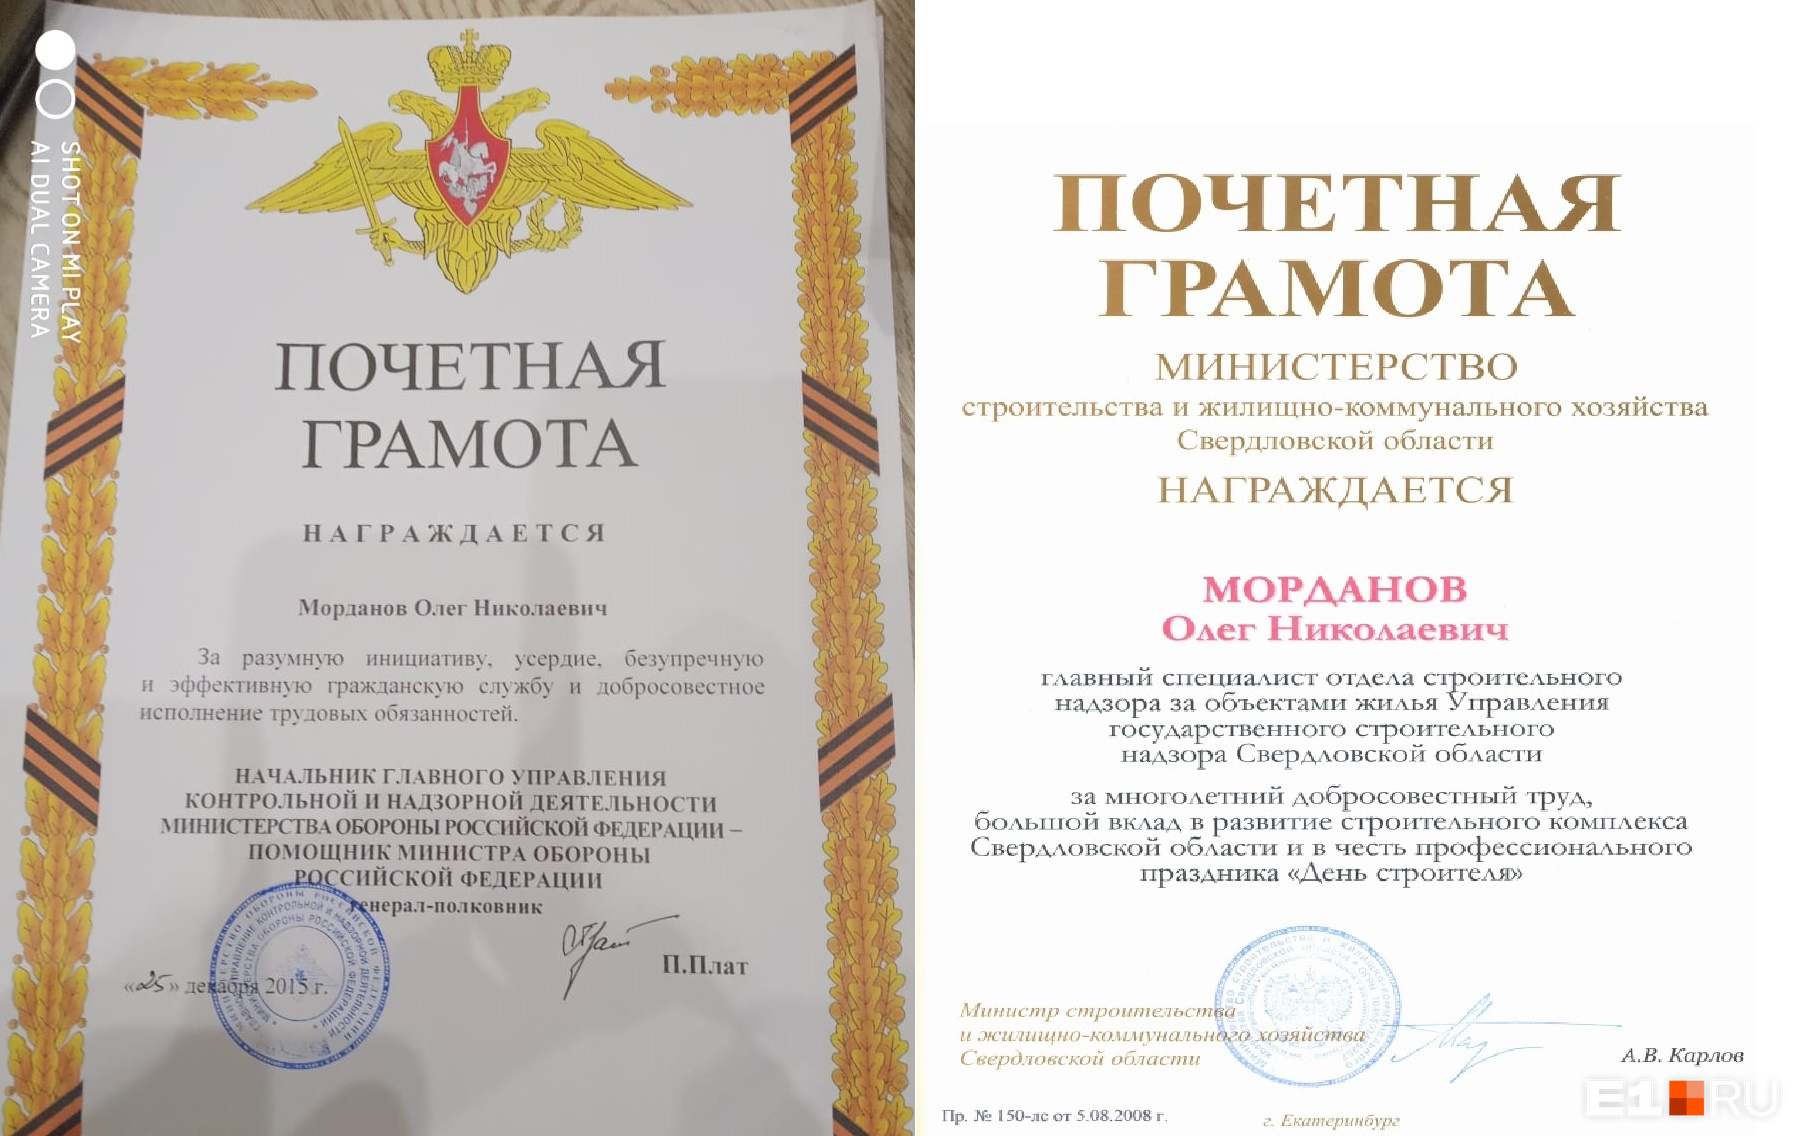 SHOT ON MI PLAY
AI DUAL CAMERA
ПОЧЕТНАЯ
ГРАМОТА
НАГРАЖДАЕТСЯ
Морданов Олег Николаевич
За разумную инициативу, усердие, безупречную
и эффективную гражданскую службу и добросовестное
исполнение трудовых обязанностей.
НАЧАЛЬНИК ГЛАВНОГО УПРАВЛЕНИЯ
КОНТРОЛЬНОЙ И НАДЗОРНОЙ ДЕЯТЕЛЬНОСТИ
МИНИСТЕРСТВА ОБОРОНЫ РОССИЙСКОЙ ФЕДЕРАЦИИ –
ПОМОЩНИК МИНИСТРА ОБОРОНЫ
РОССИЙСКОЙ ФЕДЕРАЦИИ
генерал-полковник
П.Плат
«25» декабря 2015 г.
ПОЧЕТНАЯ
ГРАМОТА
МИНИСТЕРСТВО
строительства и жилищно-коммунального хозяйства
Свердловской области
НАГРАЖДАЕТСЯ
МОРДАНОВ
Олег Николаевич
главный специалист отдела строительного
надзора за объектами жилья Управления
государственного строительного
надзора Свердловской области
за многолетний добросовестный труд,
большой вклад в развитие строительного комплекса
Свердловской области и в честь профессионального
праздника «День строителя»
Министр строительства
и жилищно-коммунального хозяйства
Свердловской области
А.В. Карлов
Пр. № 150-лс от 5.08.2008 г.
г. Екатеринбург
E1.RU